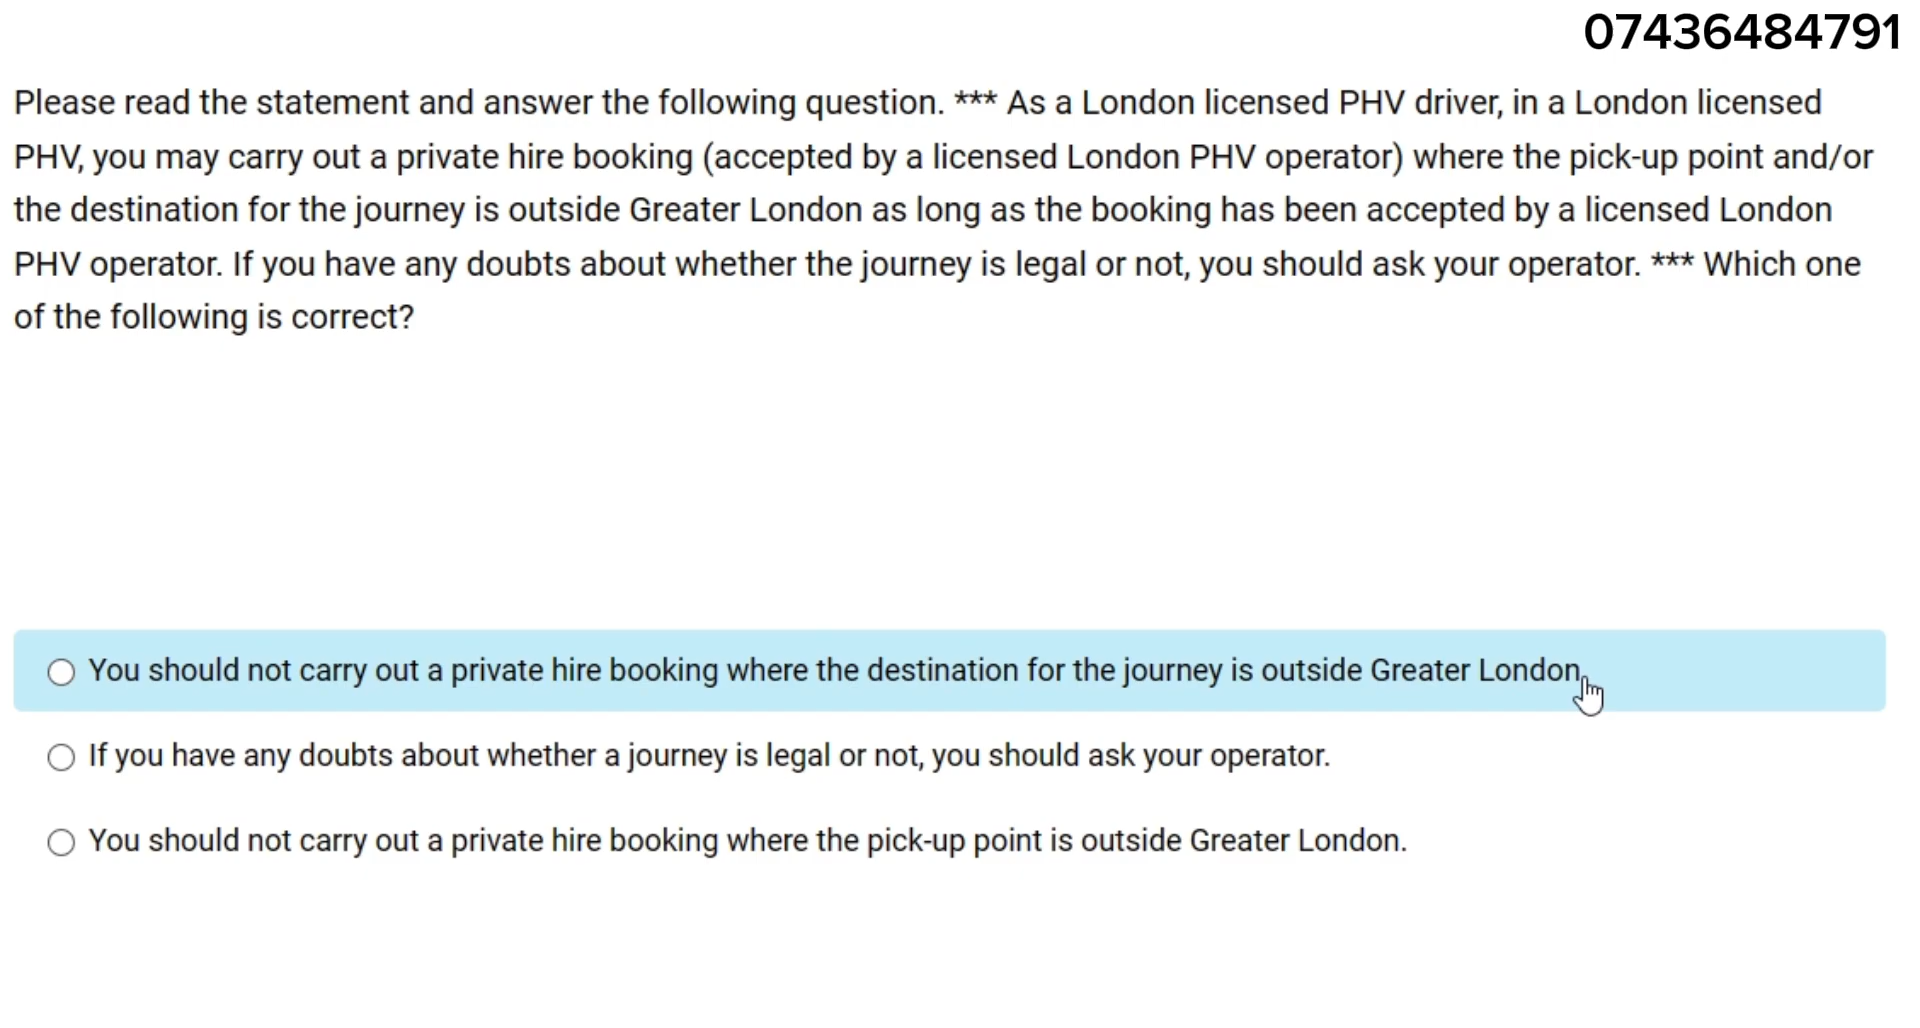 07436484791
Please read the statement and answer the following question. *** As a London licensed PHV driver, in a London licensed
PHV, you may carry out a private hire booking (accepted by a licensed London PHV operator) where the pick-up point and/or
the destination for the journey is outside Greater London as long as the booking has been accepted by a licensed London
PHV operator. If you have any doubts about whether the journey is legal or not, you should ask your operator. *** Which one
of the following is correct?
You should not carry out a private hire booking where the destination for the journey is outside Greater London.
If you have any doubts about whether a journey is legal or not, you should ask your operator.
You should not carry out a private hire booking where the pick-up point is outside Greater London.